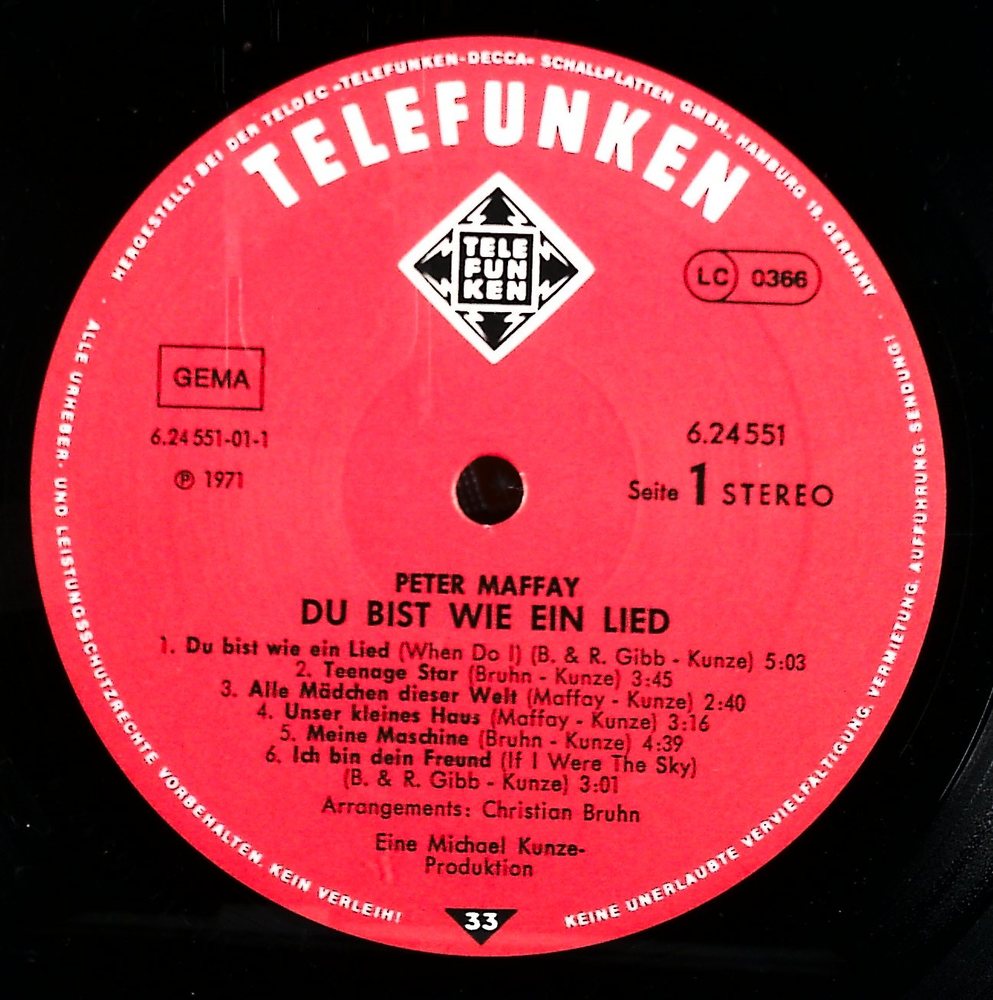 HERGESTELLT BEI DER TELDEC »TELEFUNKEN-DECCA« SCHALLPLATTEN GMBH, HAMBURG 19, GERMANY ·
TELEFUNKEN
TELE
FUN
KEN
LC 0366
GEMA
6.24551-01-1
℗ 1971
6.24551
Seite 1 STEREO
PETER MAFFAY
DU BIST WIE EIN LIED
1. Du bist wie ein Lied (When Do I) (B. & R. Gibb - Kunze) 5:03
2. Teenage Star (Bruhn - Kunze) 3:45
3. Alle Mädchen dieser Welt (Maffay - Kunze) 2:40
4. Unser kleines Haus (Maffay - Kunze) 3:16
5. Meine Maschine (Bruhn - Kunze) 4:39
6. Ich bin dein Freund (If I Were The Sky)
(B. & R. Gibb - Kunze) 3:01
Arrangements: Christian Bruhn
Eine Michael Kunze-
Produktion
33
· ALLE URHEBER- UND LEISTUNGSSCHUTZRECHTE VORBEHALTEN. KEIN VERLEIH!
KEINE UNERLAUBTE VERVIELFÄLTIGUNG, VERMIETUNG, AUFFÜHRUNG, SENDUNG!